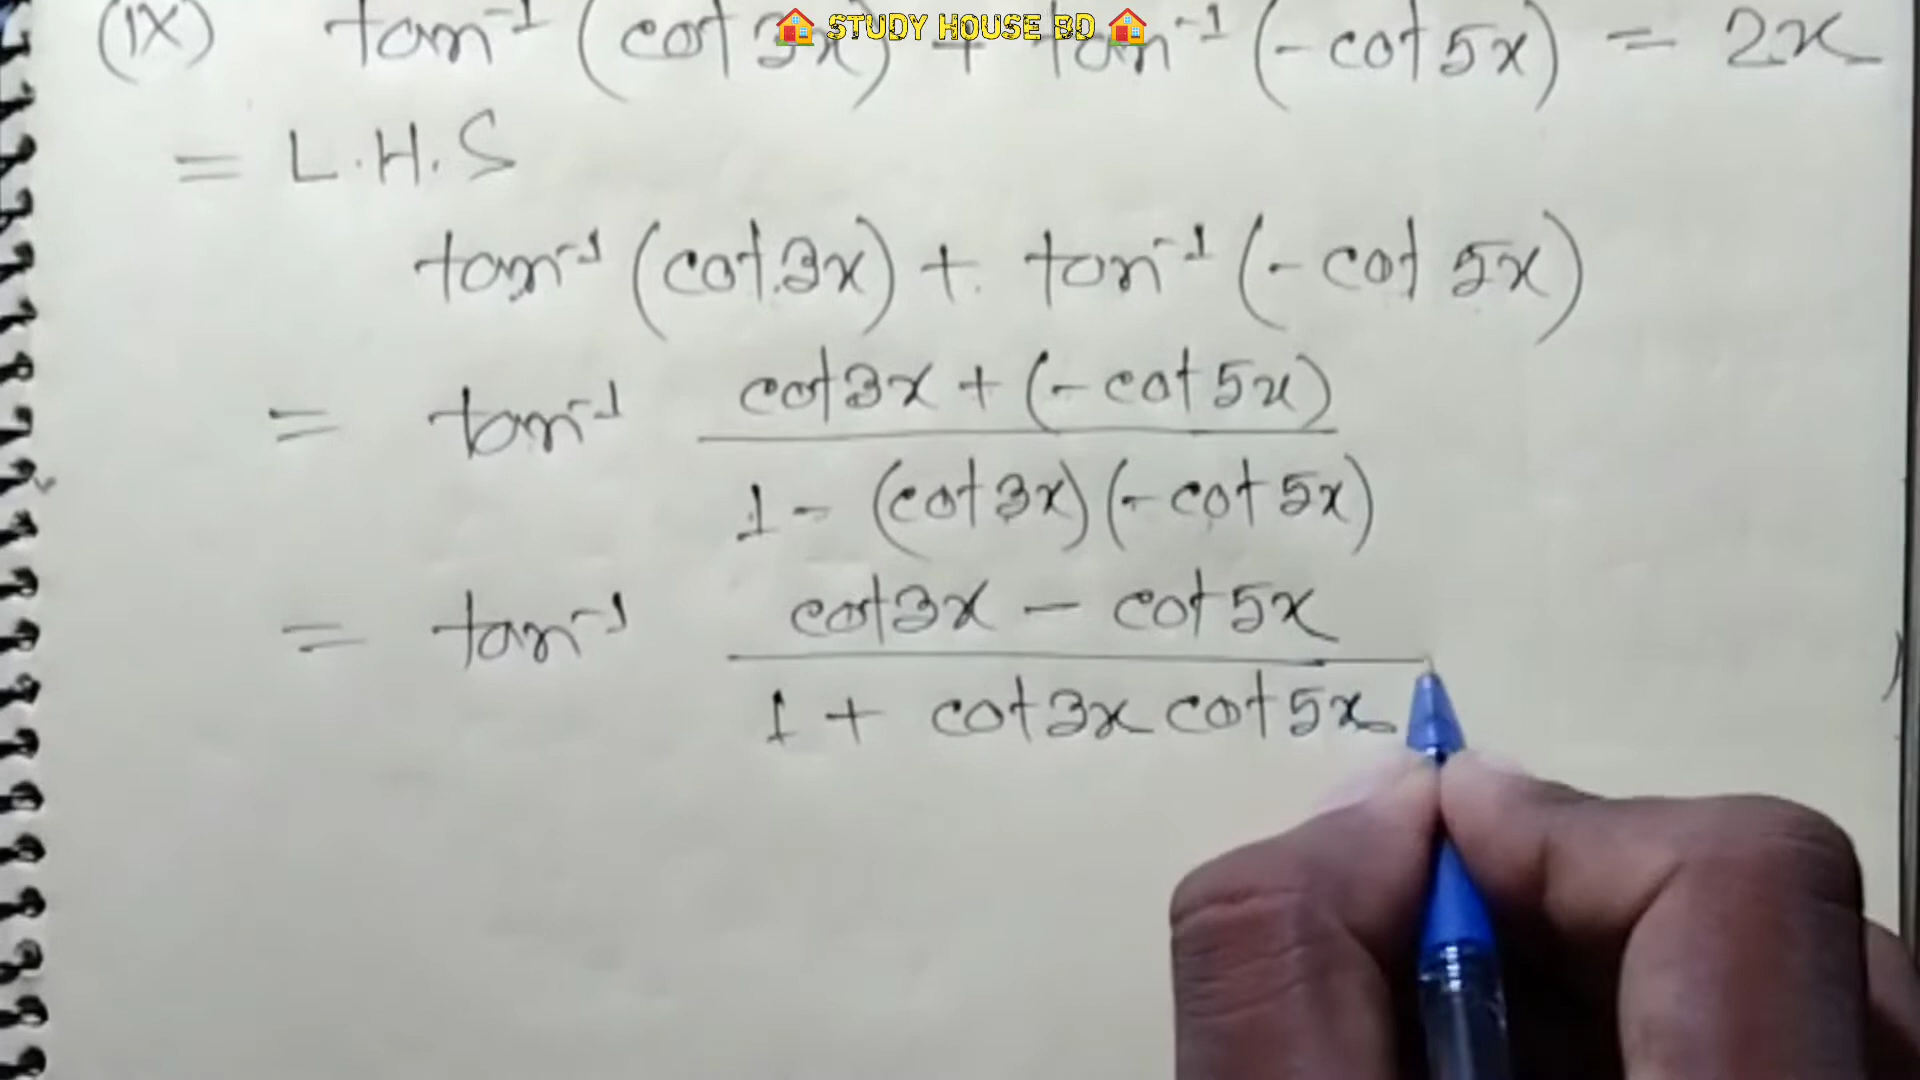 🏠 STUDY HOUSE BD 🏠
(ix) tan⁻¹ (cot 3x) + tan⁻¹ (-cot 5x) = 2x
= L.H.S
tan⁻¹ (cot 3x) + tan⁻¹ (-cot 5x)
= tan⁻¹ cot 3x + (-cot 5x)
1 - (cot 3x) (-cot 5x)
= tan⁻¹ cot 3x - cot 5x
1 + cot 3x cot 5x